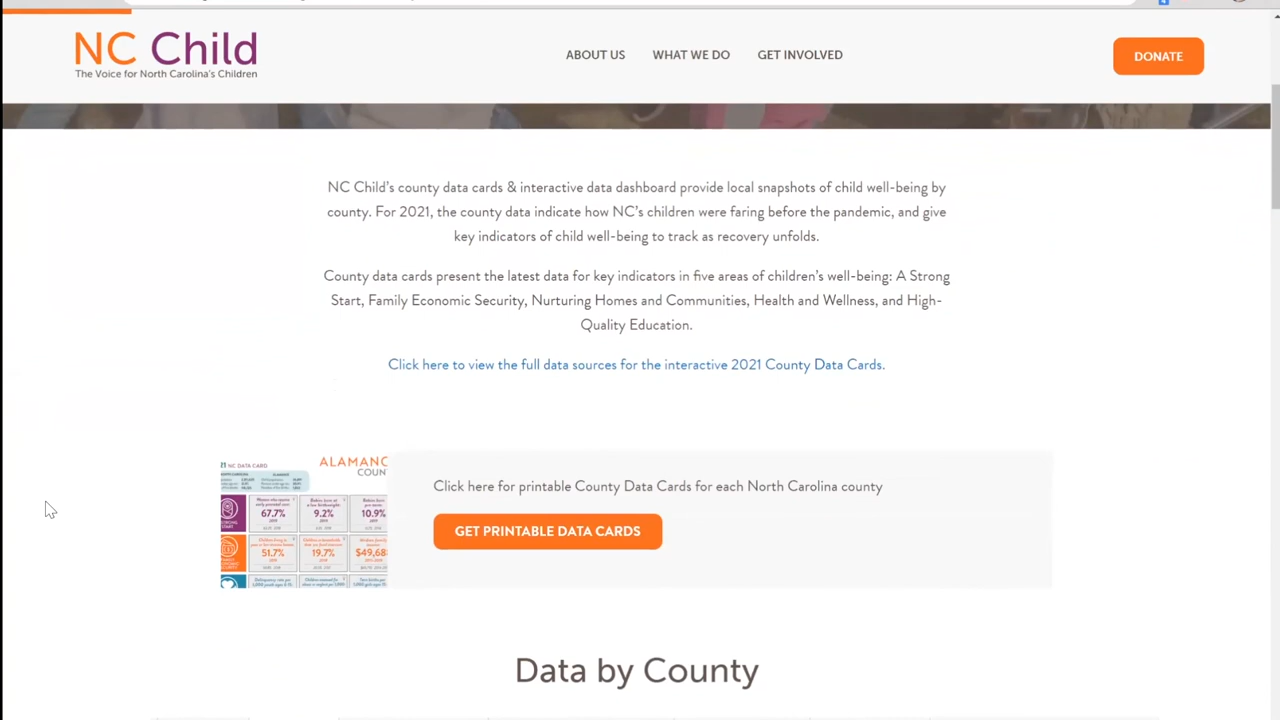 NC Child
The Voice for North Carolina's Children
ABOUT US WHAT WE DO GET INVOLVED
DONATE
NC Child's county data cards & interactive data dashboard provide local snapshots of child well-being by
county. For 2021, the county data indicate how NC's children were faring before the pandemic, and give
key indicators of child well-being to track as recovery unfolds.
County data cards present the latest data for key indicators in five areas of children's well-being: A Strong
Start, Family Economic Security, Nurturing Homes and Communities, Health and Wellness, and High-
Quality Education.
Click here to view the full data sources for the interactive 2021 County Data Cards.
NC DATA CARD
ALAMANC
COUN
67.7% 9.2% 10.9%
51.7% 19.7% $49,68
Click here for printable County Data Cards for each North Carolina county
GET PRINTABLE DATA CARDS
Data by County